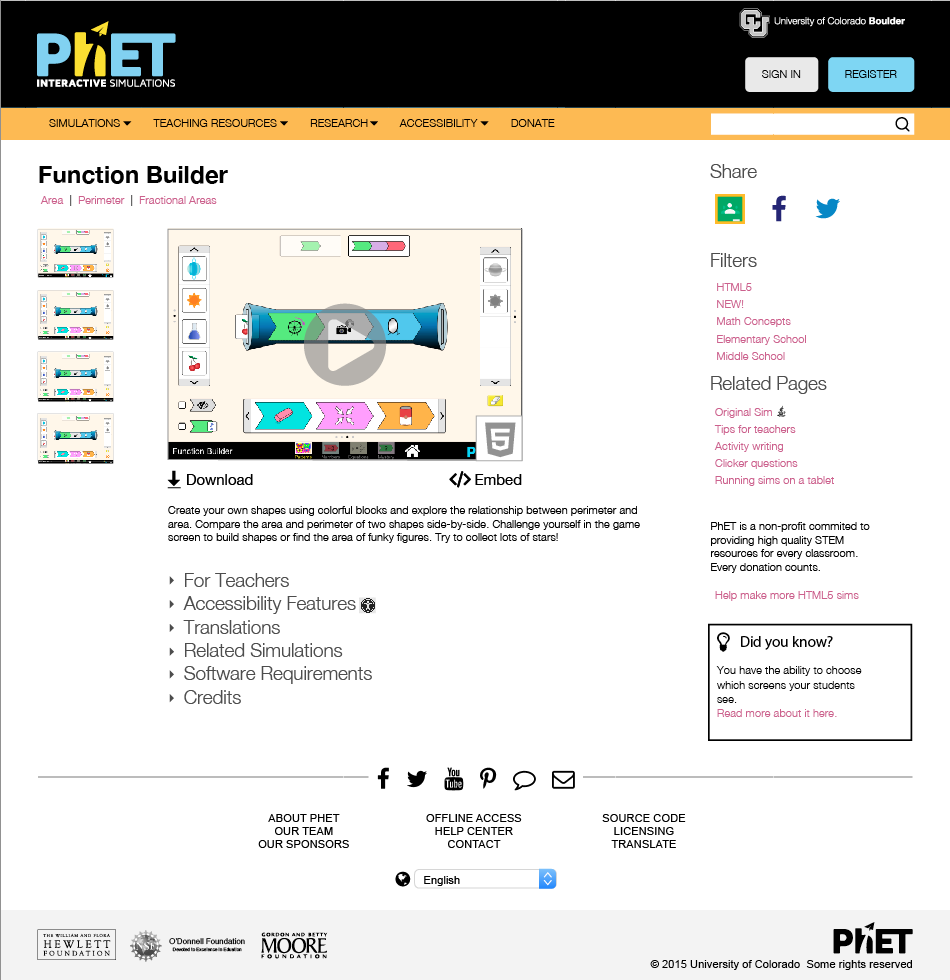 University of Colorado Boulder
PhET
INTERACTIVE SIMULATIONS
SIGN IN
REGISTER
SIMULATIONS
TEACHING RESOURCES
RESEARCH
ACCESSIBILITY
DONATE
Function Builder
Area | Perimeter | Fractional Areas
Function Builder
Patterns
Numbers
Equations
Mystery
5
Download
Embed
Create your own shapes using colorful blocks and explore the relationship between perimeter and
area. Compare the area and perimeter of two shapes side-by-side. Challenge yourself in the game
screen to build shapes or find the area of funky figures. Try to collect lots of stars!
For Teachers
Accessibility Features
Translations
Related Simulations
Software Requirements
Credits
Share
Filters
HTML5
NEW!
Math Concepts
Elementary School
Middle School
Related Pages
Original Sim
Tips for teachers
Activity writing
Clicker questions
Running sims on a tablet
PhET is a non-profit commited to
providing high quality STEM
resources for every classroom.
Every donation counts.
Help make more HTML5 sims
Did you know?
You have the ability to choose
which screens your students
see.
Read more about it here.
You
Tube
ABOUT PHET
OUR TEAM
OUR SPONSORS
OFFLINE ACCESS
HELP CENTER
CONTACT
SOURCE CODE
LICENSING
TRANSLATE
English
THE WILLIAM AND FLORA
HEWLETT
FOUNDATION
O'Donnell Foundation
GORDON AND BETTY
MOORE
FOUNDATION
PhET
© 2015 University of Colorado Some rights reserved